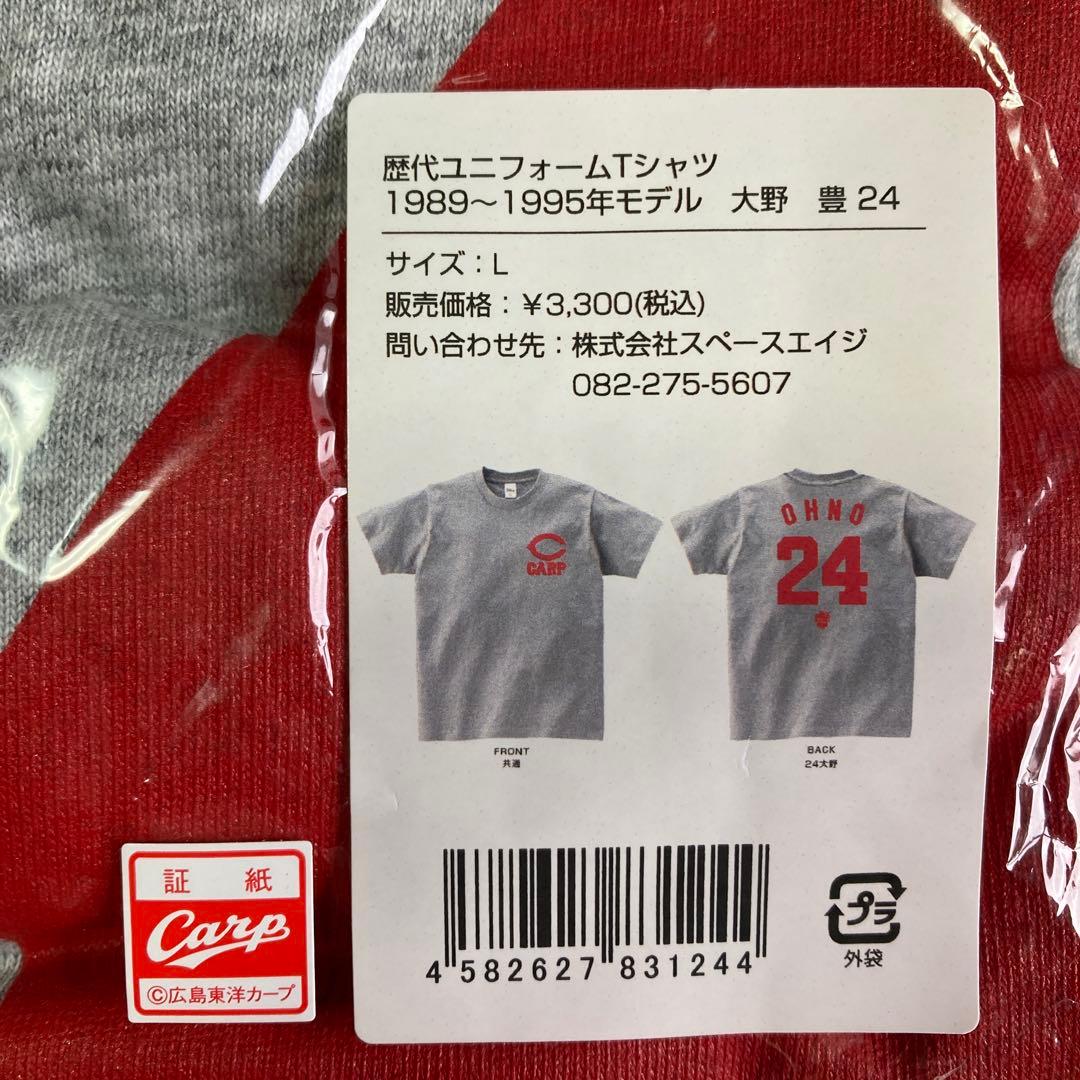 歴代ユニフォームTシャツ
1989〜1995年モデル　大野　豊 24
サイズ：L
販売価格：￥3,300(税込)
問い合わせ先：株式会社スペースエイジ
082-275-5607
CARP
OHNO
24
FRONT
共通
BACK
24大野
4 582627 831244
プラ
外袋
証 紙
Carp
©広島東洋カープ